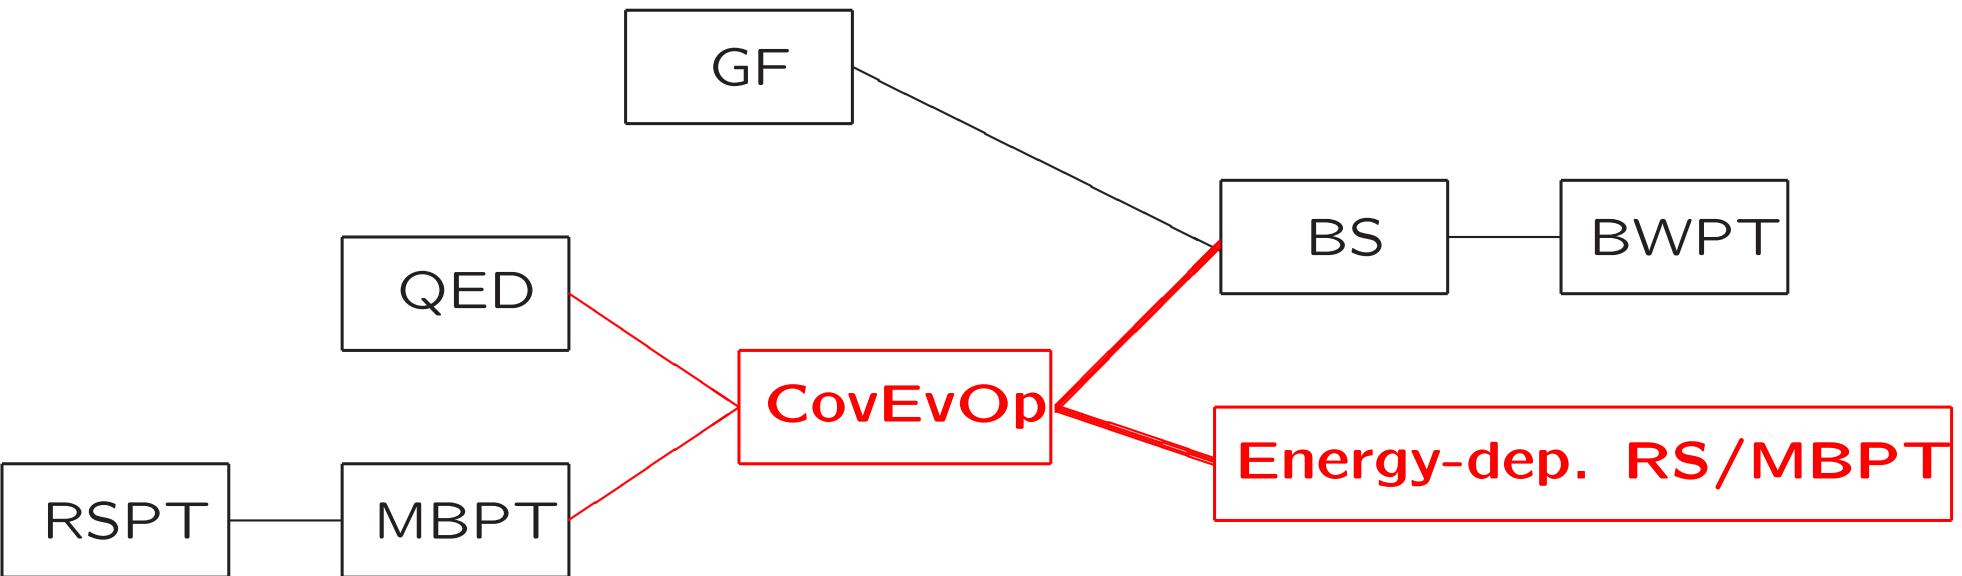 GF
BS
BWPT
QED
CovEvOp
Energy-dep. RS/MBPT
RSPT
MBPT